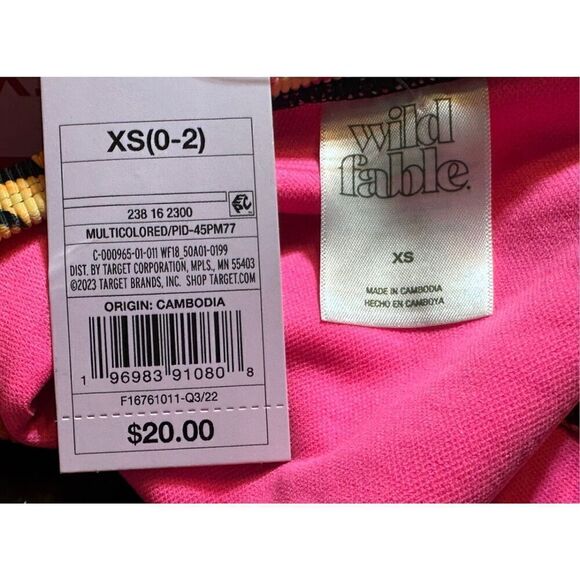 XS(0-2)
238 16 2300
MULTICOLORED/PID-45PM77
C-000965-01-011 WF18_50A01-0199
DIST. BY TARGET CORPORATION, MPLS., MN 55403
©2023 TARGET BRANDS, INC. SHOP TARGET.COM
ORIGIN: CAMBODIA
1 96983 91080 8
F16761011-Q3/22
$20.00
wild
fable.
XS
MADE IN CAMBODIA
HECHO EN CAMBOYA